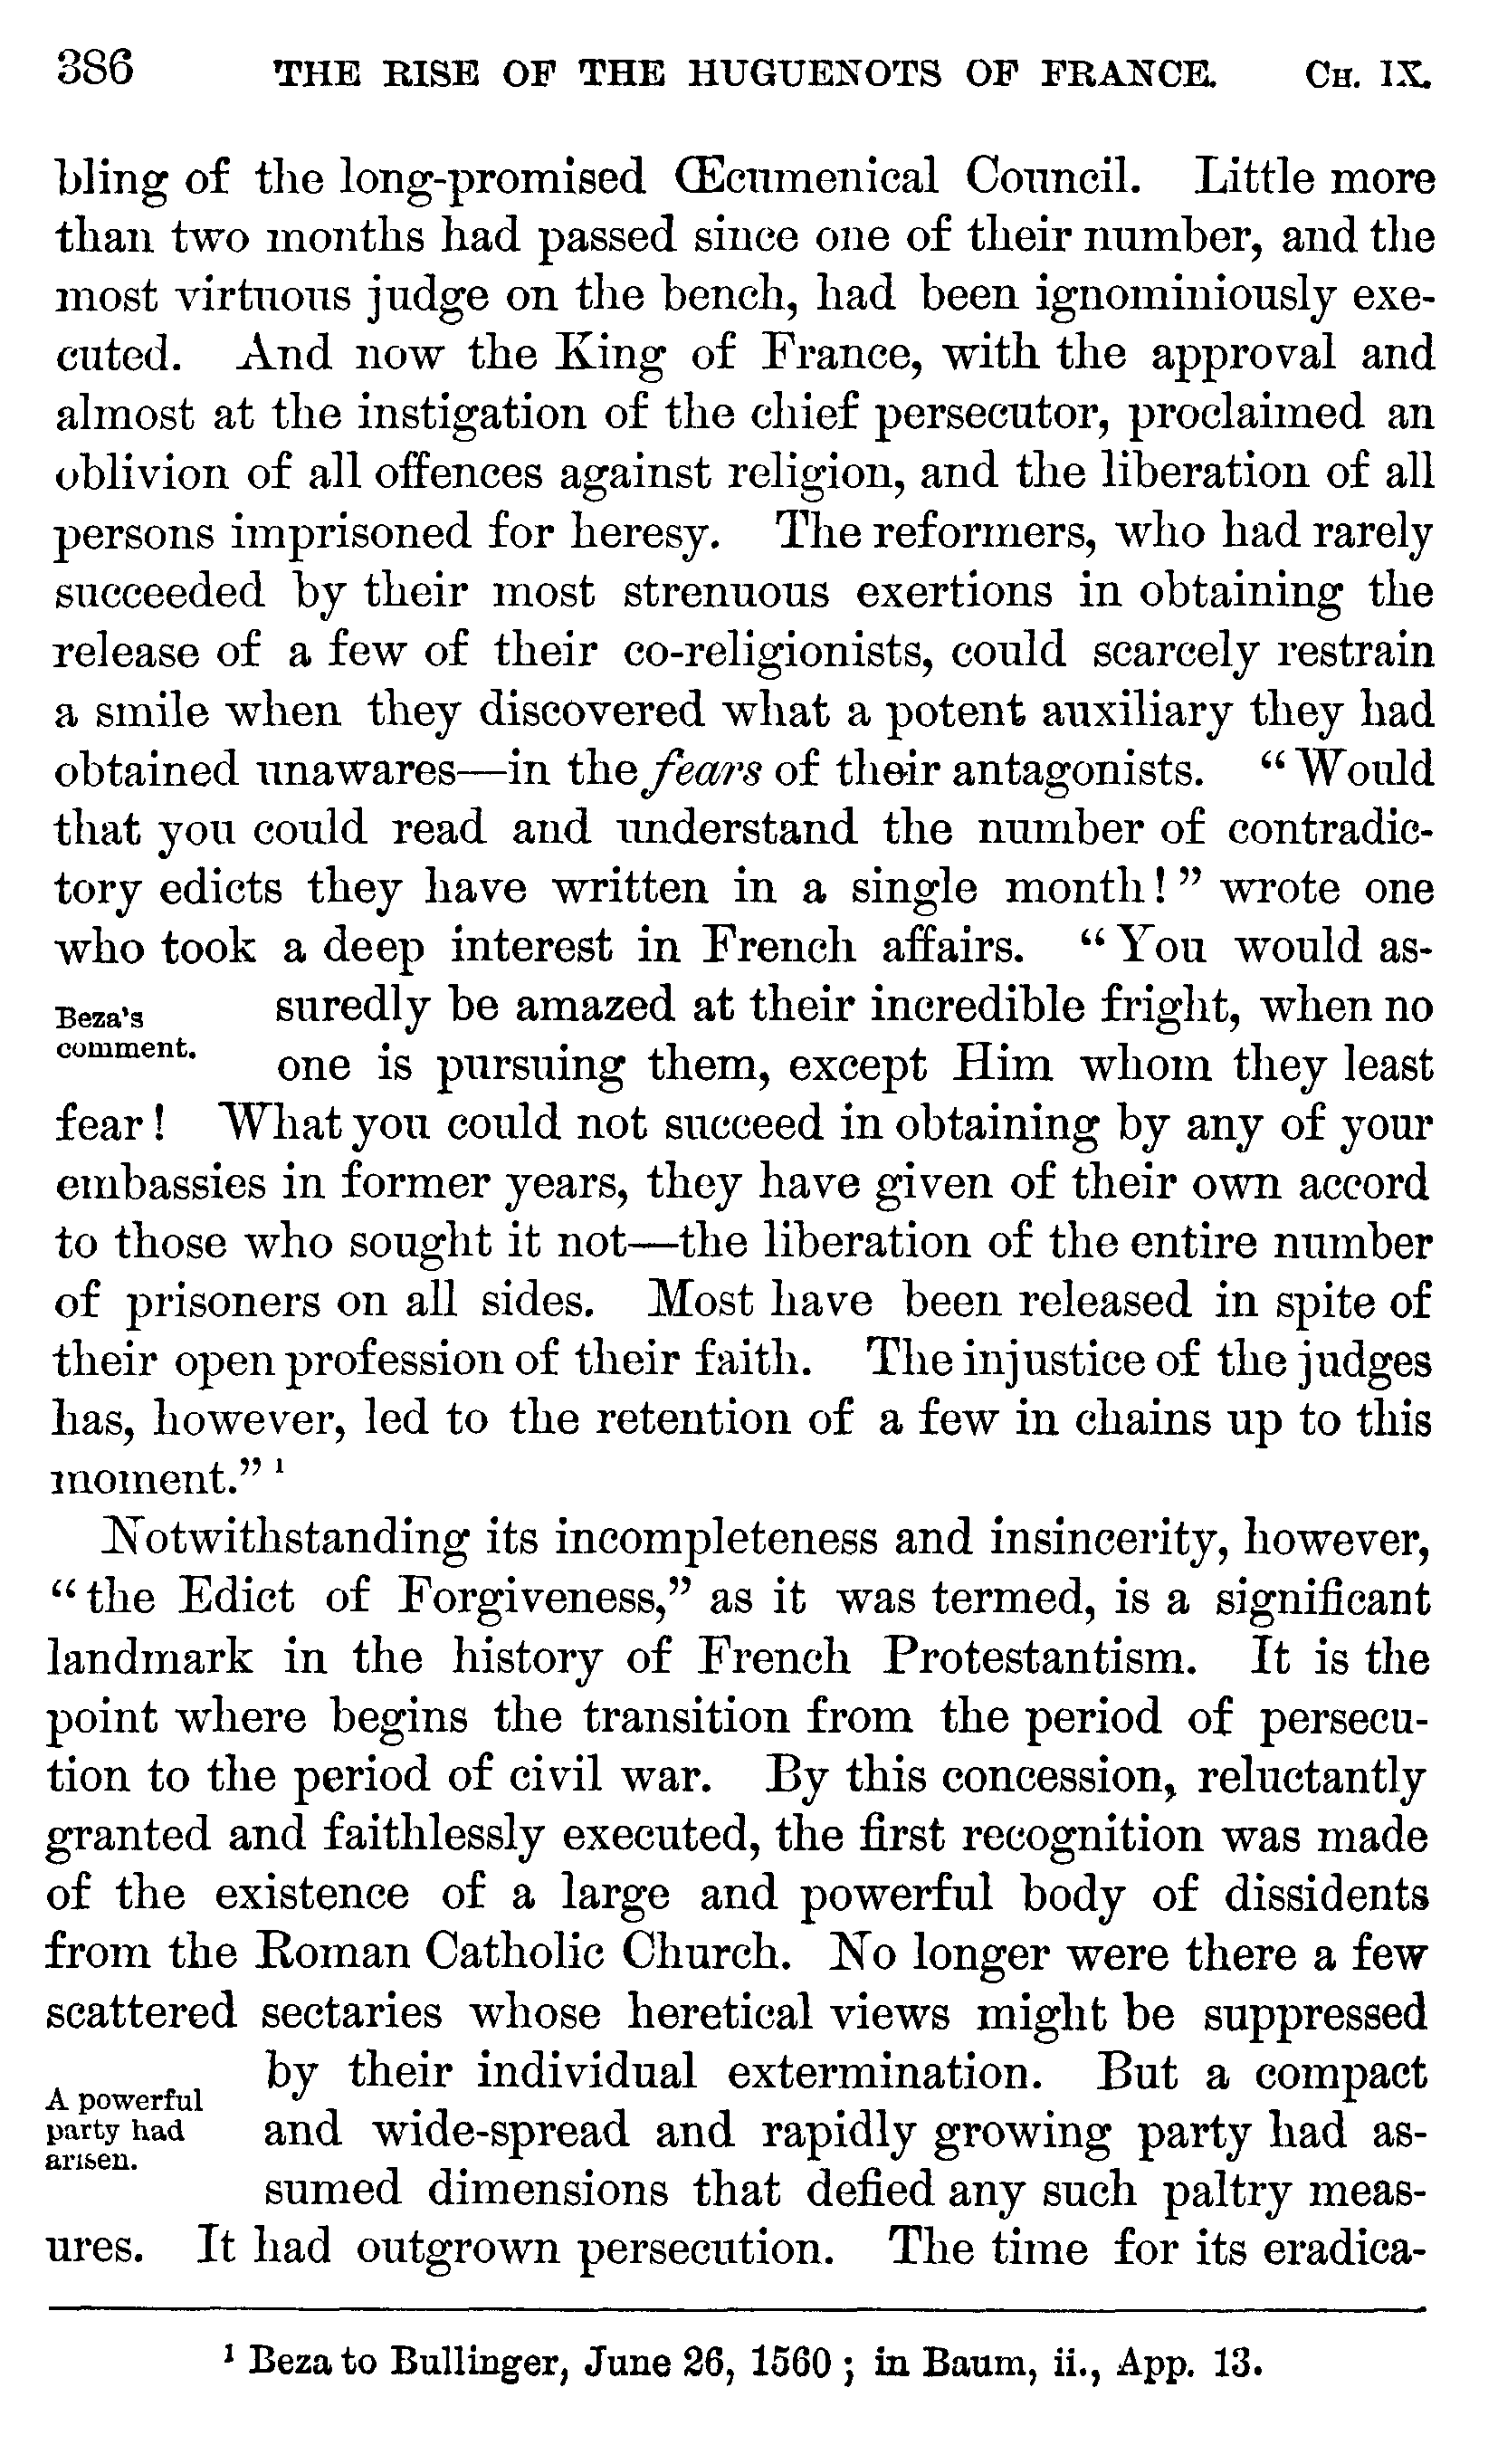 386 THE RISE OF THE HUGUENOTS OF FRANCE. CH. IX.
bling of the long-promised Œcumenical Council. Little more
than two months had passed since one of their number, and the
most virtuous judge on the bench, had been ignominiously exe-
cuted. And now the King of France, with the approval and
almost at the instigation of the chief persecutor, proclaimed an
oblivion of all offences against religion, and the liberation of all
persons imprisoned for heresy. The reformers, who had rarely
succeeded by their most strenuous exertions in obtaining the
release of a few of their co-religionists, could scarcely restrain
a smile when they discovered what a potent auxiliary they had
obtained unawares—in the fears of their antagonists. “Would
that you could read and understand the number of contradic-
tory edicts they have written in a single month!” wrote one
who took a deep interest in French affairs. “You would as-
Beza's
comment.
suredly be amazed at their incredible fright, when no
one is pursuing them, except Him whom they least
fear! What you could not succeed in obtaining by any of your
embassies in former years, they have given of their own accord
to those who sought it not—the liberation of the entire number
of prisoners on all sides. Most have been released in spite of
their open profession of their faith. The injustice of the judges
has, however, led to the retention of a few in chains up to this
moment.” ¹
Notwithstanding its incompleteness and insincerity, however,
“the Edict of Forgiveness,” as it was termed, is a significant
landmark in the history of French Protestantism. It is the
point where begins the transition from the period of persecu-
tion to the period of civil war. By this concession, reluctantly
granted and faithlessly executed, the first recognition was made
of the existence of a large and powerful body of dissidents
from the Roman Catholic Church. No longer were there a few
scattered sectaries whose heretical views might be suppressed
A powerful
party had
arisen.
by their individual extermination. But a compact
and wide-spread and rapidly growing party had as-
sumed dimensions that defied any such paltry meas-
ures. It had outgrown persecution. The time for its eradica-
¹ Beza to Bullinger, June 26, 1560; in Baum, ii., App. 13.